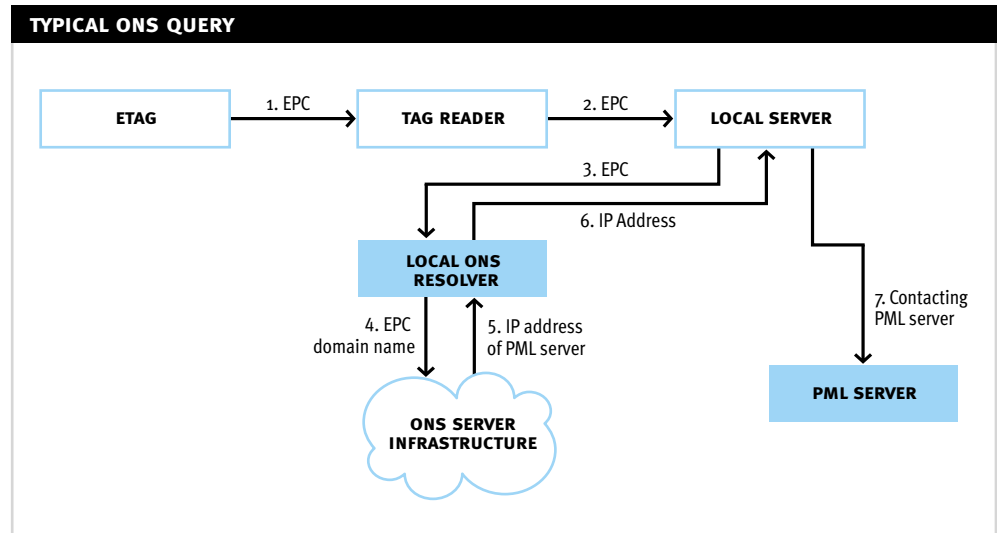 TYPICAL ONS QUERY
ETAG
1. EPC
TAG READER
2. EPC
LOCAL SERVER
3. EPC
6. IP Address
LOCAL ONS
RESOLVER
4. EPC
domain name
5. IP address
of PML server
7. Contacting
PML server
ONS SERVER
INFRASTRUCTURE
PML SERVER